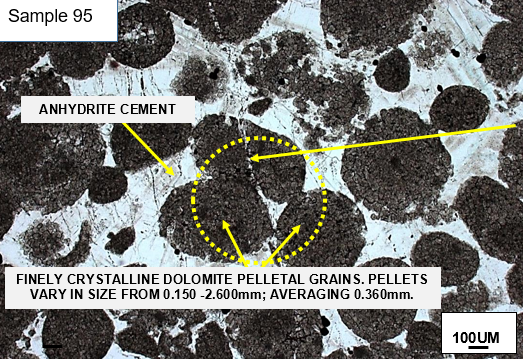 Sample 95
ANHYDRITE CEMENT
FINELY CRYSTALLINE DOLOMITE PELLETAL GRAINS. PELLETS
VARY IN SIZE FROM 0.150 -2.600mm; AVERAGING 0.360mm.
100UM